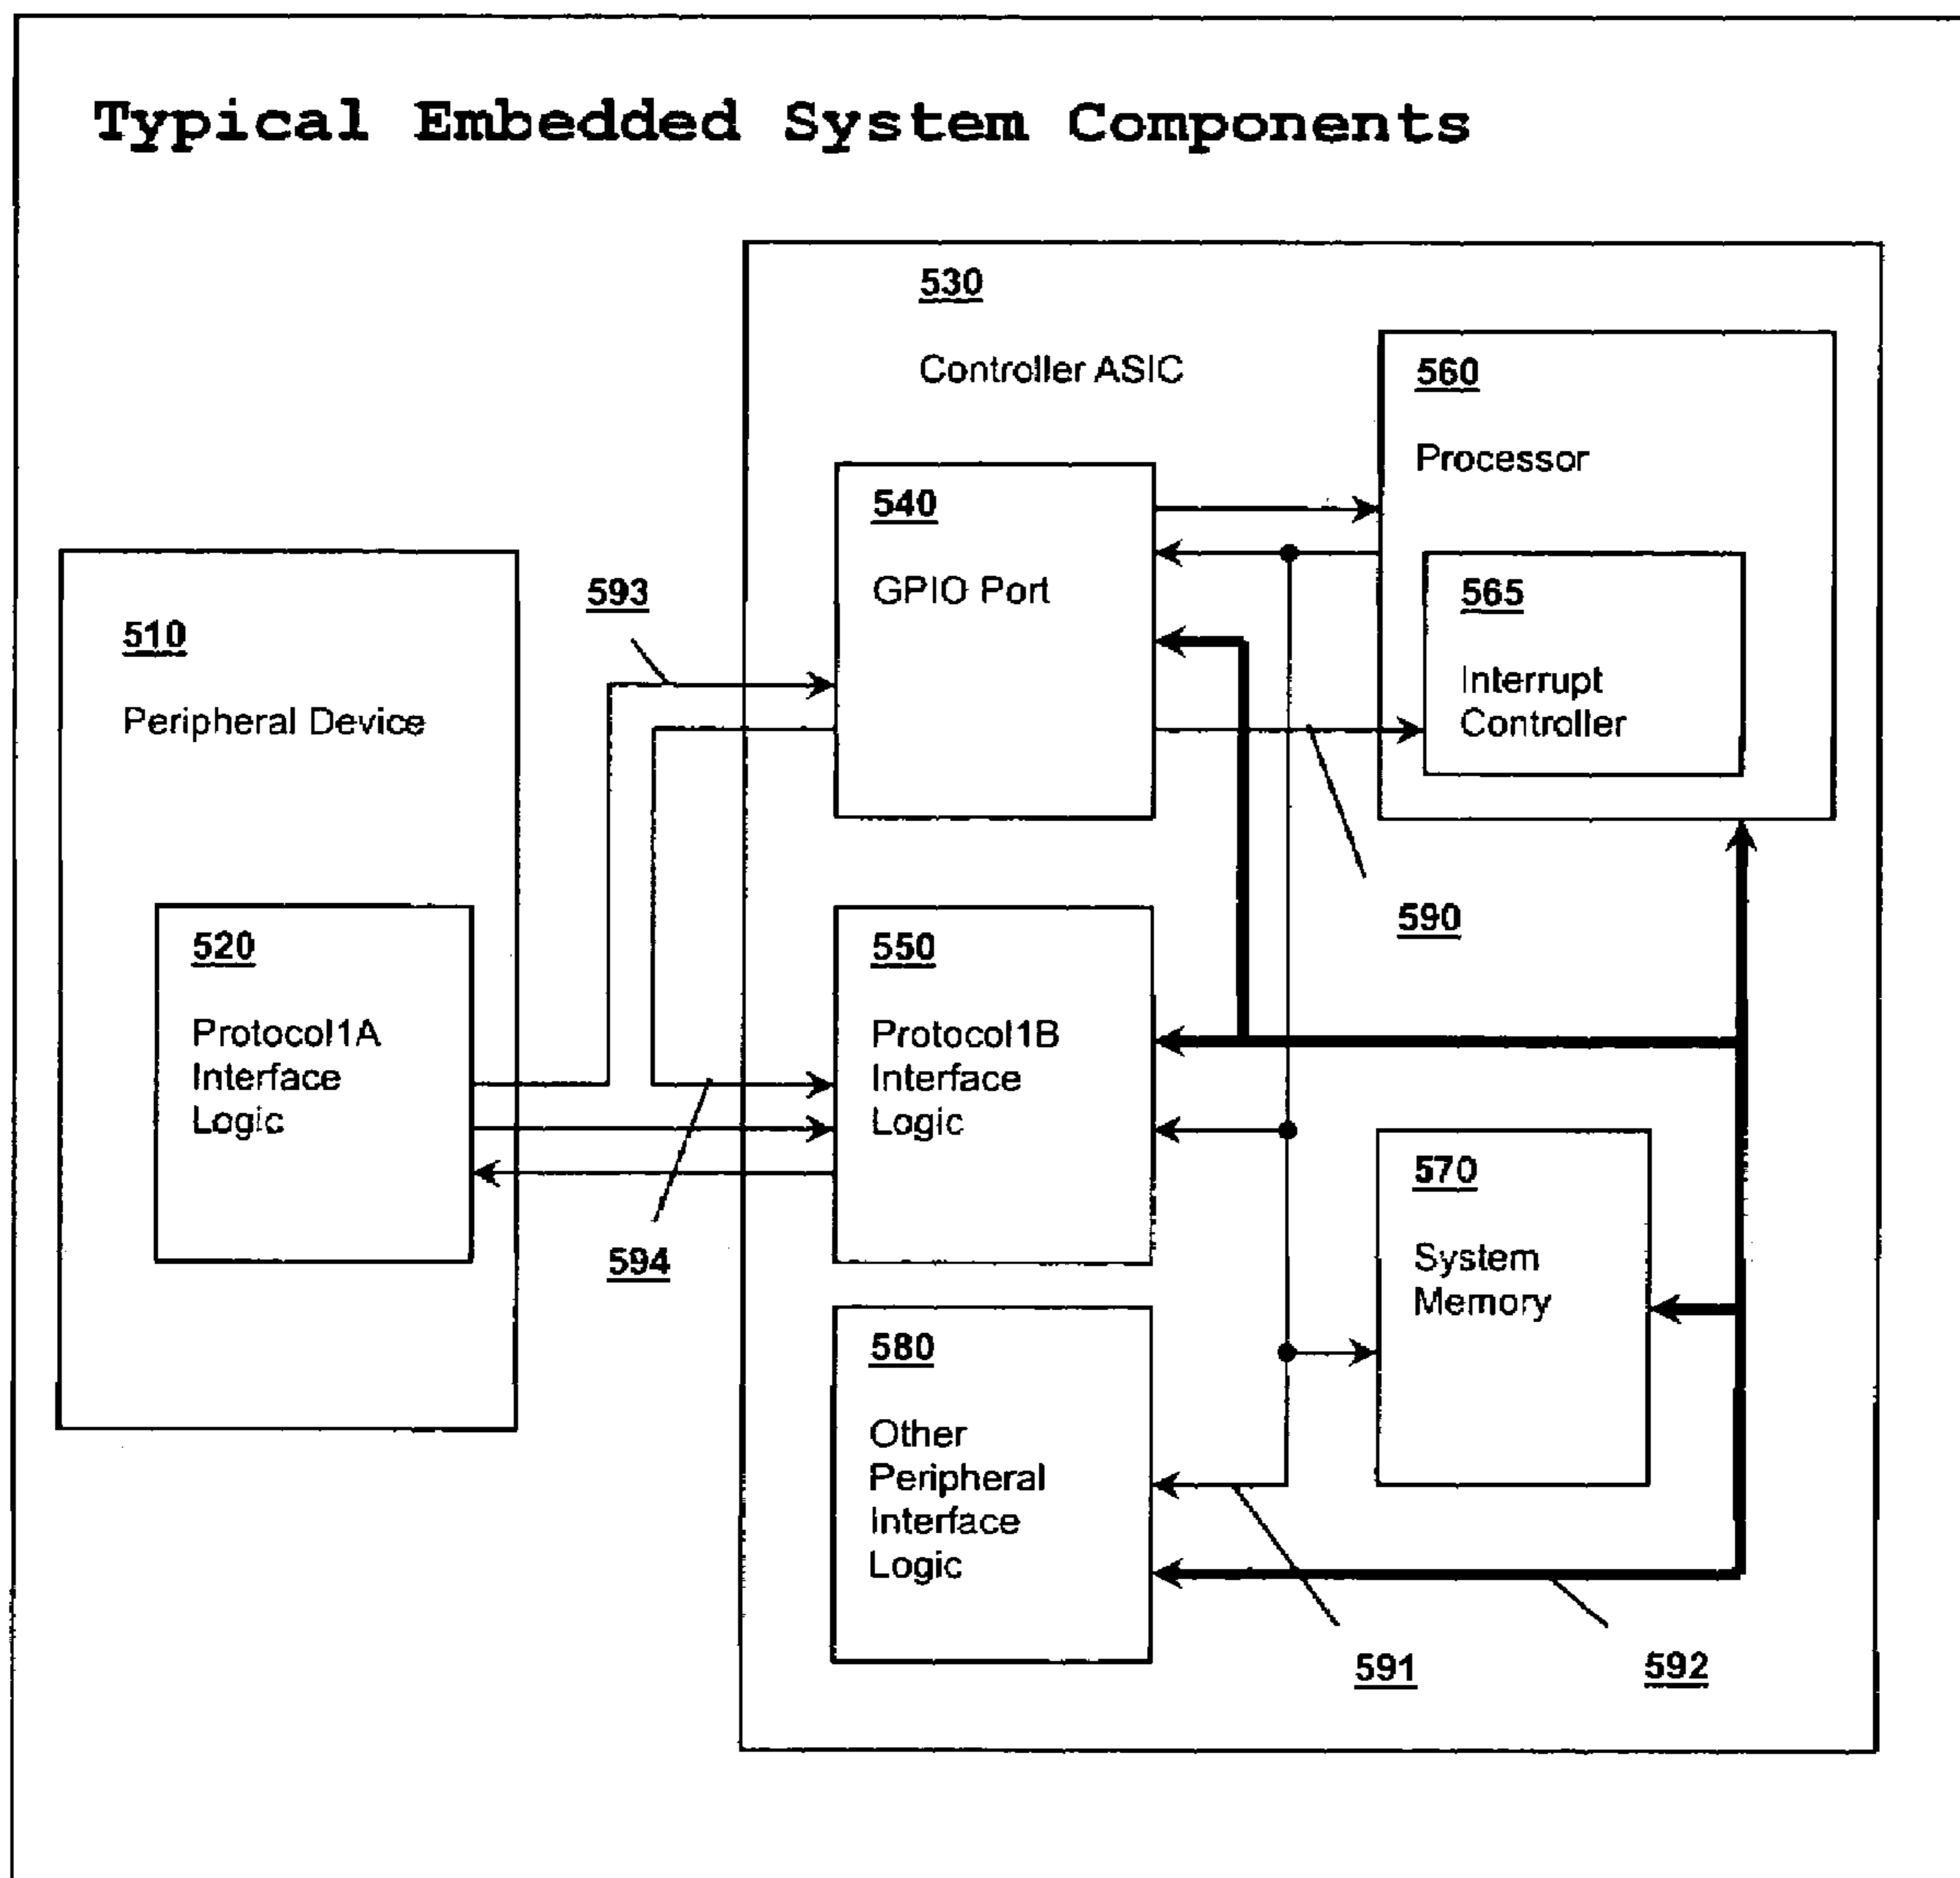 Typical Embedded System Components
530
Controller ASIC
560
Processor
540
GPIO Port
565
Interrupt
Controller
593
510
Peripheral Device
590
520
Protocol1A
Interface
Logic
550
Protocol1B
Interface
Logic
570
System
Memory
594
580
Other
Peripheral
Interface
Logic
591
592